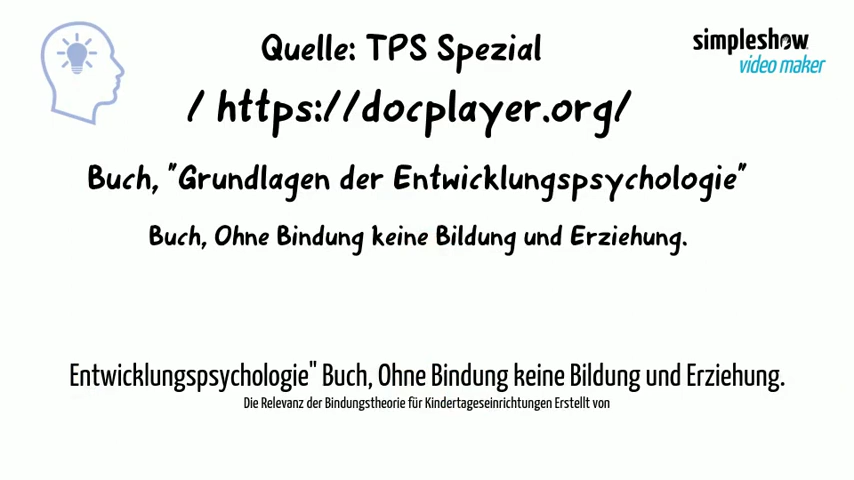 Quelle: TPS Spezial
simpleshow
video maker
/ https://docplayer.org/
Buch, "Grundlagen der Entwicklungspsychologie"
Buch, Ohne Bindung keine Bildung und Erziehung.
Entwicklungspsychologie" Buch, Ohne Bindung keine Bildung und Erziehung.
Die Relevanz der Bindungstheorie für Kindertageseinrichtungen Erstellt von